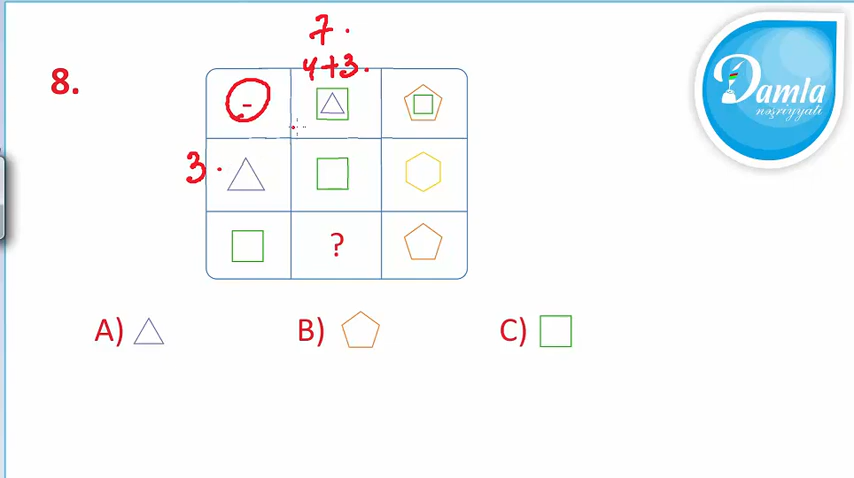 7.
4+3.
8.
-
3.
?
A)
B)
C)
Damla
nəşriyyatı